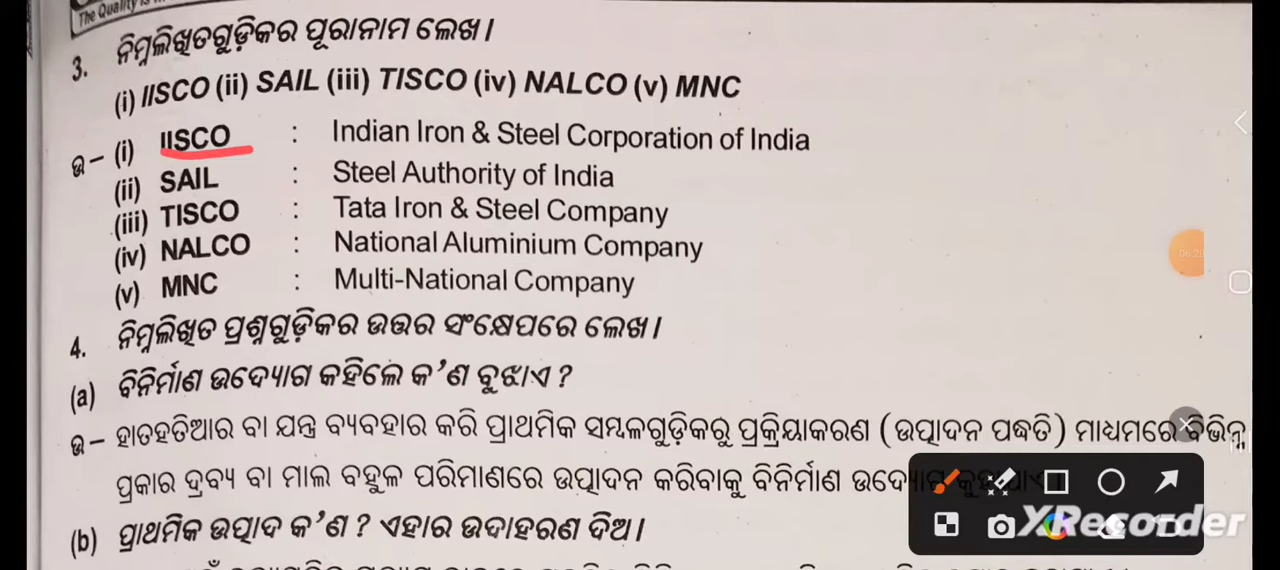 The Quality is
3. ନିମ୍ନଲିଖିତଗୁଡ଼ିକର ପୂରାନାମ ଲେଖ।
(i) IISCO (ii) SAIL (iii) TISCO (iv) NALCO (v) MNC
ଉ– (i) IISCO : Indian Iron & Steel Corporation of India
(ii) SAIL : Steel Authority of India
(iii) TISCO : Tata Iron & Steel Company
(iv) NALCO : National Aluminium Company
(v) MNC : Multi-National Company
4. ନିମ୍ନଲିଖିତ ପ୍ରଶ୍ନଗୁଡ଼ିକର ଉତ୍ତର ସଂକ୍ଷେପରେ ଲେଖ।
(a) ବିନିର୍ମାଣ ଉଦ୍ୟୋଗ କହିଲେ କ'ଣ ବୁଝାଏ ?
ଉ– ହାତହତିଆର ବା ଯନ୍ତ୍ର ବ୍ୟବହାର କରି ପ୍ରାଥମିକ ସମ୍ବଳଗୁଡ଼ିକରୁ ପ୍ରକ୍ରିୟାକରଣ (ଉତ୍ପାଦନ ପଦ୍ଧତି) ମାଧ୍ୟମରେ ବିଭିନ୍ନ
ପ୍ରକାର ଦ୍ରବ୍ୟ ବା ମାଲ ବହୁଳ ପରିମାଣରେ ଉତ୍ପାଦନ କରିବାକୁ ବିନିର୍ମାଣ ଉଦ୍ୟୋଗ କୁହାଯାଏ।
(b) ପ୍ରାଥମିକ ଉତ୍ପାଦ କ'ଣ ? ଏହାର ଉଦାହରଣ ଦିଅ।
06:28
XRecorder